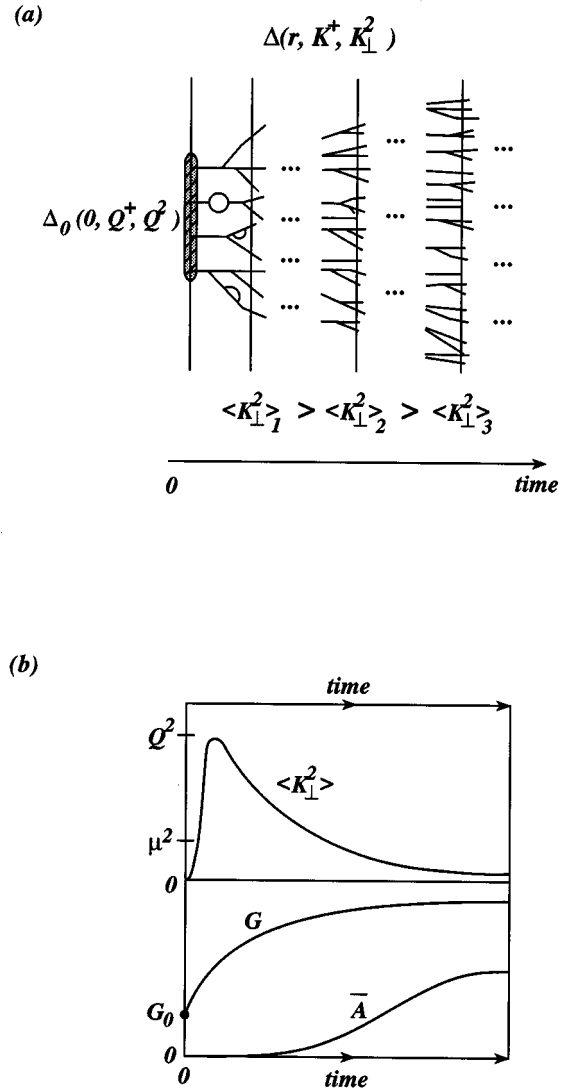 (a)
Δ(r, K⁺, K⊥²)
Δ₀(0, Q⁺, Q²)
... ... ...
... ... ...
... ... ...
... ...
<K⊥²>₁ > <K⊥²>₂ > <K⊥²>₃
0 time
(b)
time
Q²
<K⊥²>
μ²
0
G
G₀ A̅
0
0 time